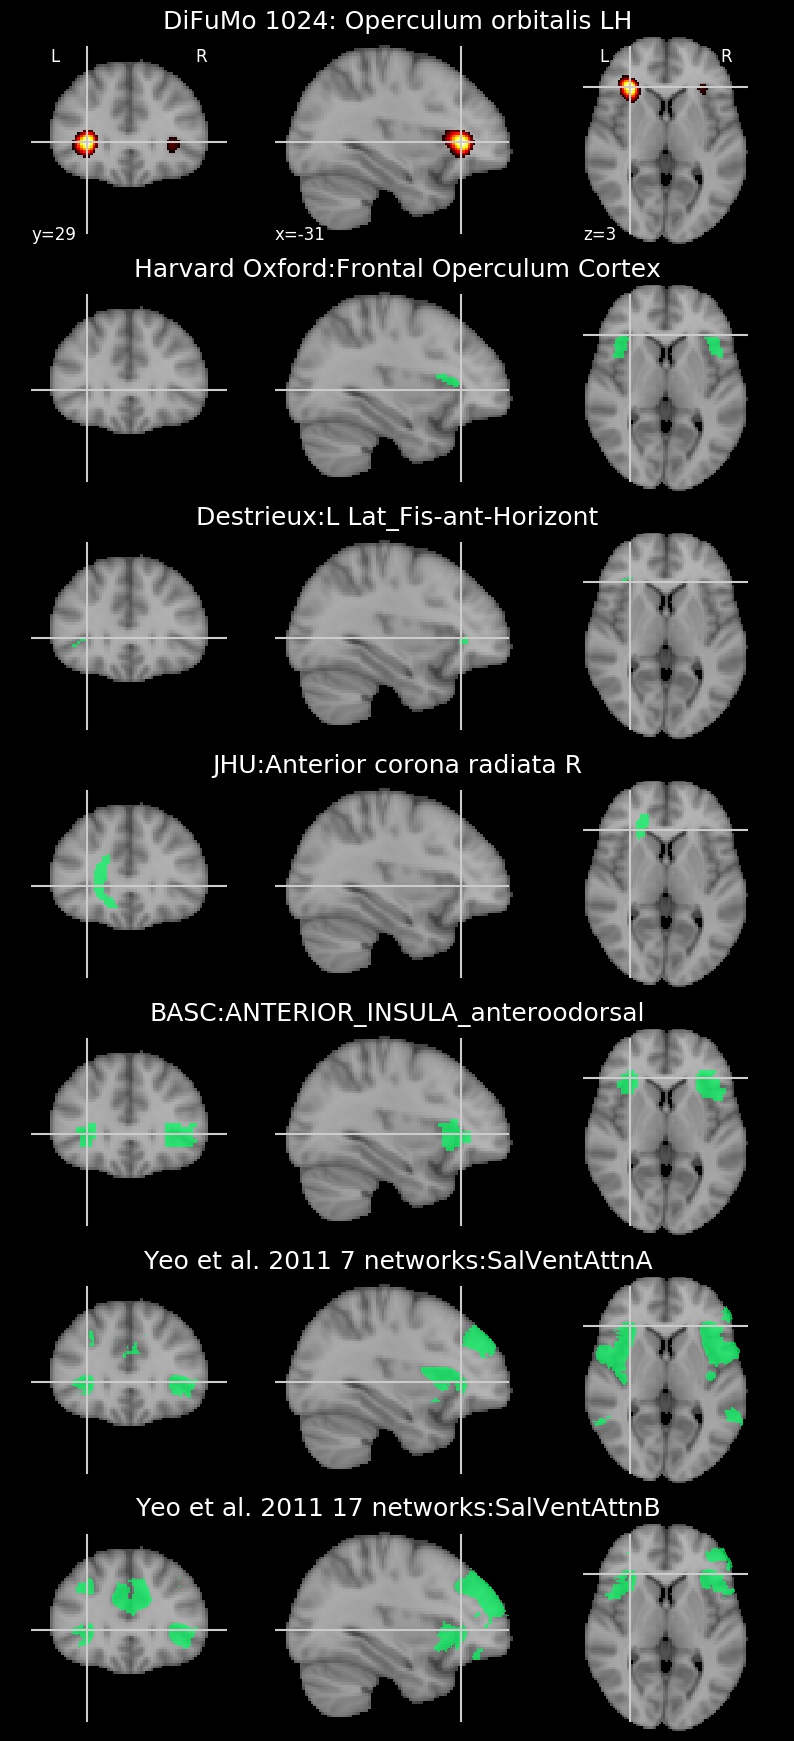 DiFuMo 1024: Operculum orbitalis LH
L R L R
y=29 x=-31 z=3
Harvard Oxford:Frontal Operculum Cortex
Destrieux:L Lat_Fis-ant-Horizont
JHU:Anterior corona radiata R
BASC:ANTERIOR_INSULA_anteroodorsal
Yeo et al. 2011 7 networks:SalVentAttnA
Yeo et al. 2011 17 networks:SalVentAttnB